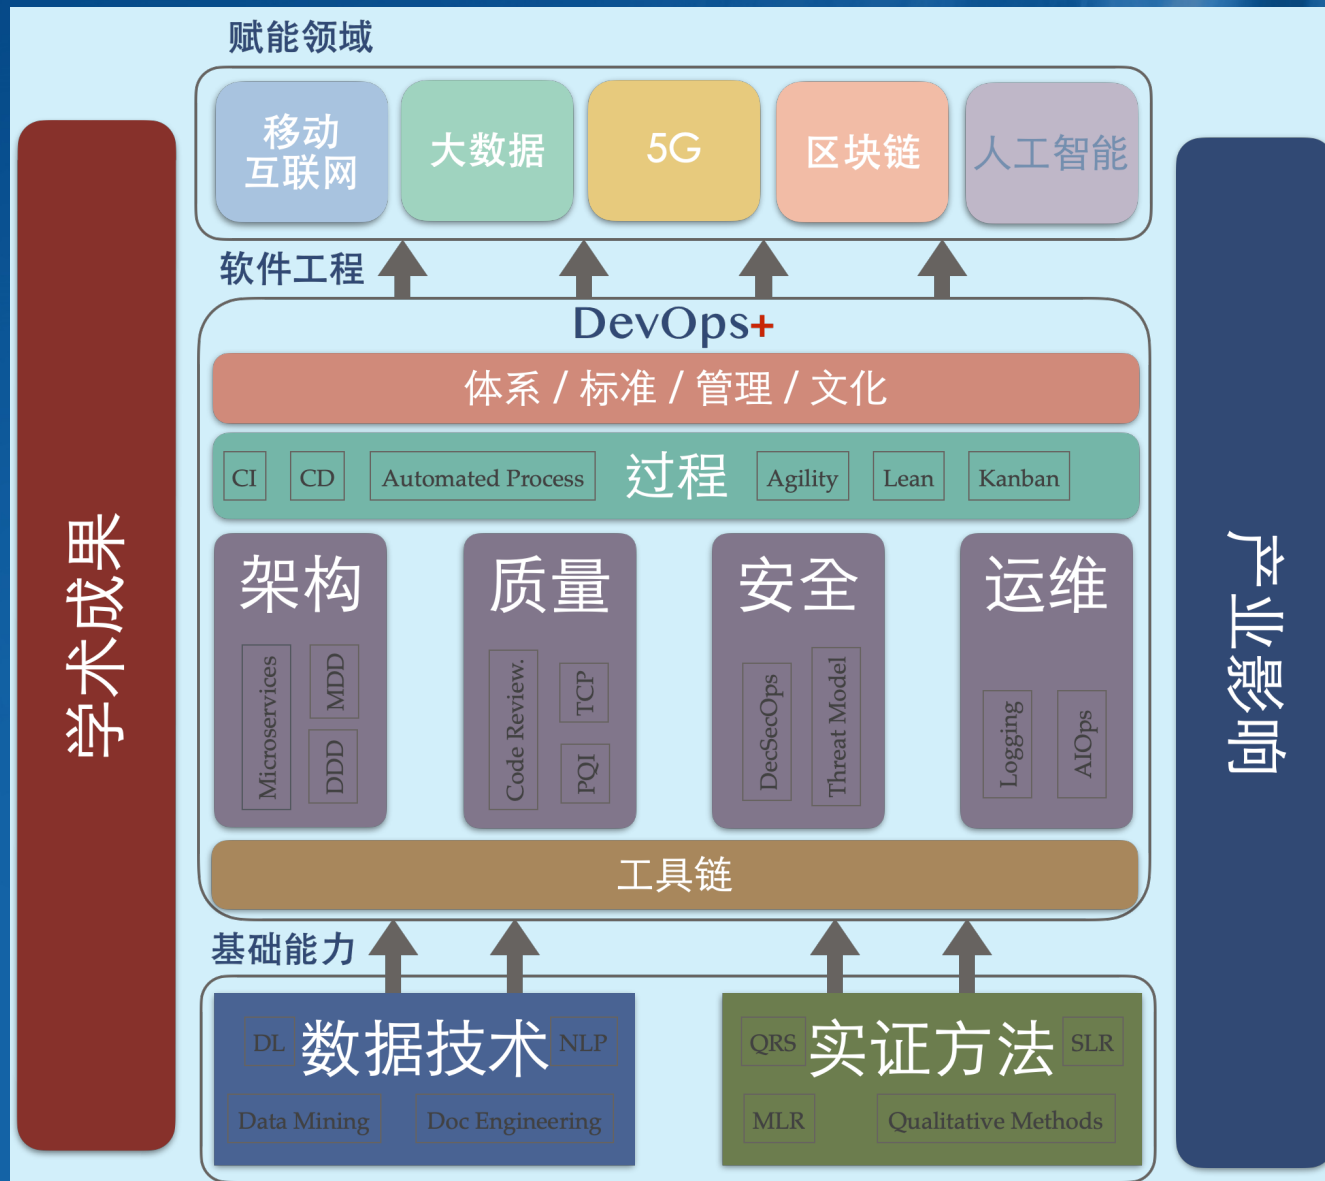 赋能领域
移动
互联网
大数据
5G
区块链
人工智能
软件工程
DevOps+
体系 / 标准 / 管理 / 文化
CI
CD
Automated Process
过程
Agility
Lean
Kanban
架构
Microservices
MDD
DDD
质量
Code Review.
TCP
PQI
安全
DecSecOps
Threat Model
运维
Logging
AIOps
工具链
基础能力
DL
数据技术
NLP
Data Mining
Doc Engineering
QRS
实证方法
SLR
MLR
Qualitative Methods
学术成果
产业影响